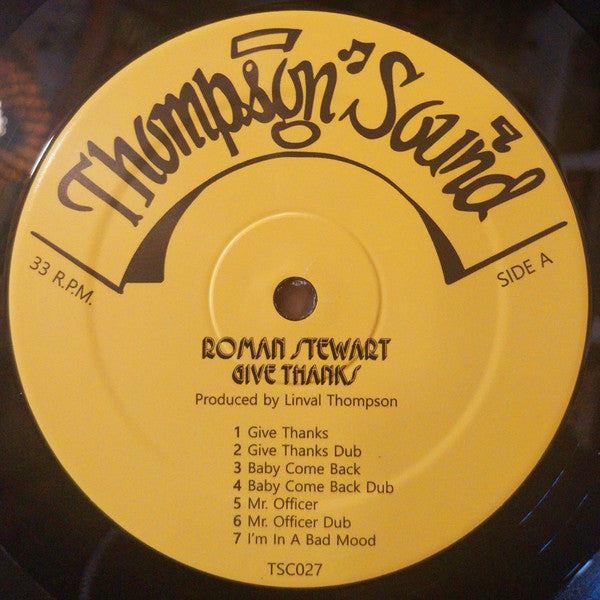 Thompson Sound
33 R.P.M.
SIDE A
ROMAN STEWART
GIVE THANKS
Produced by Linval Thompson
1 Give Thanks
2 Give Thanks Dub
3 Baby Come Back
4 Baby Come Back Dub
5 Mr. Officer
6 Mr. Officer Dub
7 I'm In A Bad Mood
TSC027